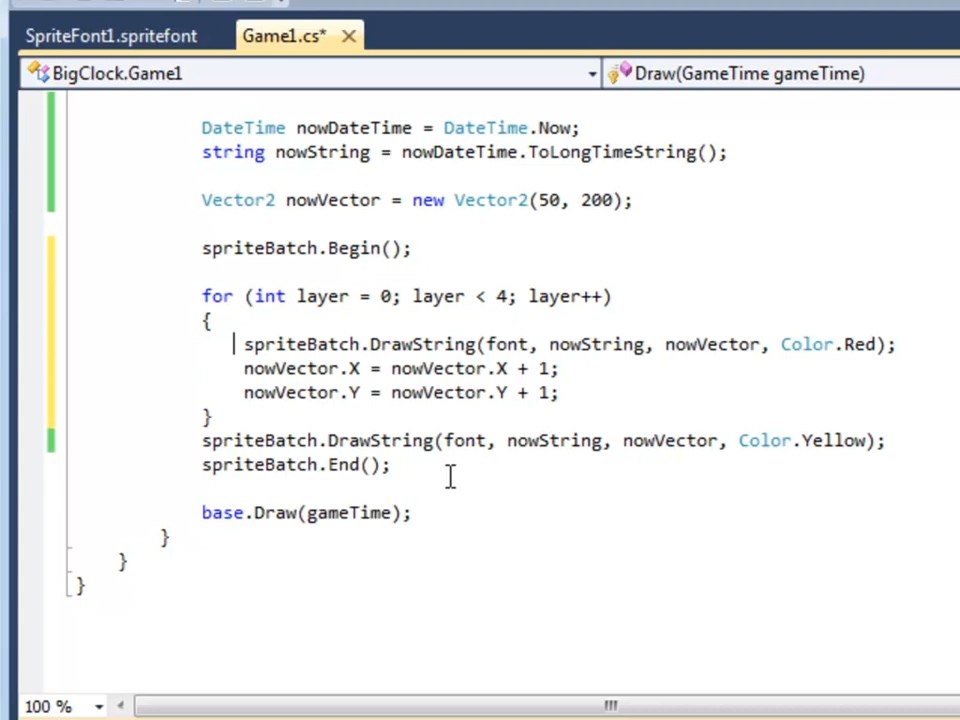 SpriteFont1.spritefont Game1.cs*
BigClock.Game1 Draw(GameTime gameTime)
DateTime nowDateTime = DateTime.Now;
string nowString = nowDateTime.ToLongTimeString();
Vector2 nowVector = new Vector2(50, 200);
spriteBatch.Begin();
for (int layer = 0; layer < 4; layer++)
{
spriteBatch.DrawString(font, nowString, nowVector, Color.Red);
nowVector.X = nowVector.X + 1;
nowVector.Y = nowVector.Y + 1;
}
spriteBatch.DrawString(font, nowString, nowVector, Color.Yellow);
spriteBatch.End();
base.Draw(gameTime);
}
}
}
100 %